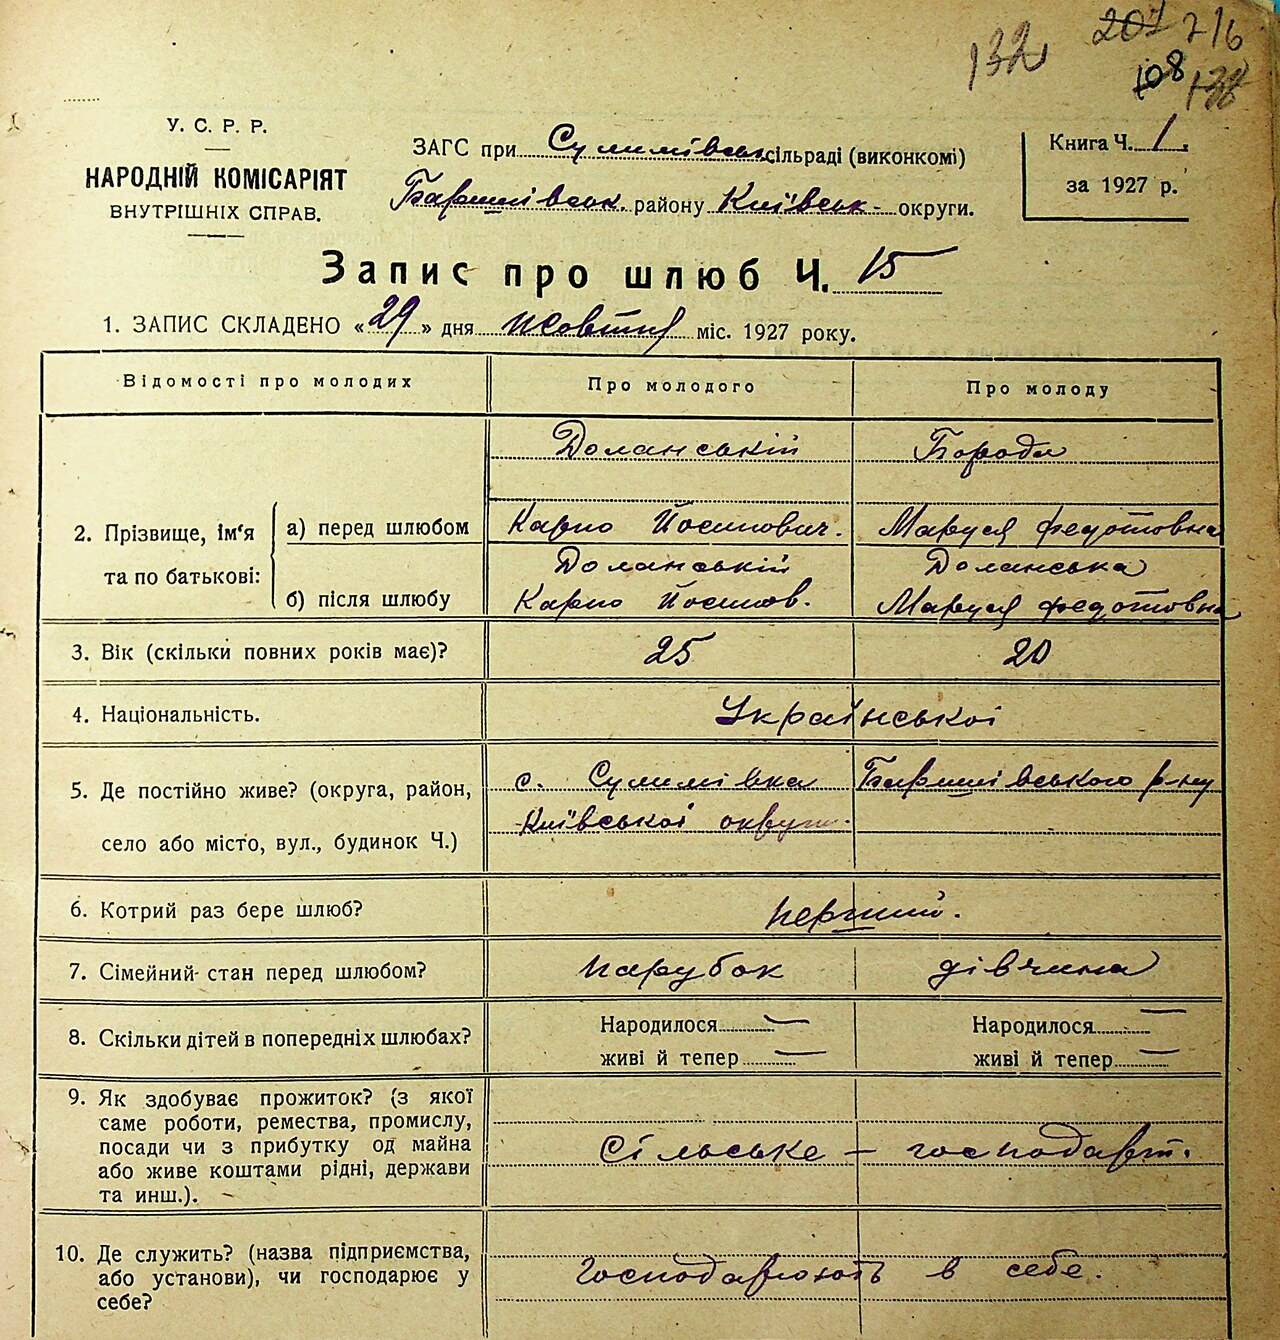 132 207 216
108 138
У. С. Р. Р.
НАРОДНІЙ КОМІСАРІЯТ
ВНУТРІШНІХ СПРАВ.
ЗАГС при Сулимівськ сільраді (виконкомі)
Баришівськ. району Київськ- округи.
Книга Ч. 1.
за 1927 р.
Запис про шлюб Ч. 15
1. ЗАПИС СКЛАДЕНО «29» дня Жовтня міс. 1927 року.
Відомості про молодих Про молодого Про молоду
Доланській Борода
2. Прізвище, ім'я та по батькові: а) перед шлюбом Карпо Йосипович. Маруся Федотовна
Доланській Доланська
б) після шлюбу Карпо Йосипов. Маруся Федотовна
3. Вік (скільки повних років має)? 25 20
4. Національність. Української
5. Де постійно живе? (округа, район, с. Сулимівка Баришівського р-ну
село або місто, вул., будинок Ч.) Київської округи.
6. Котрий раз бере шлюб? перший.
7. Сімейний стан перед шлюбом? парубок дівчина
8. Скільки дітей в попередніх шлюбах? Народилося — Народилося —
живі й тепер — живі й тепер —
9. Як здобуває прожиток? (з якої
саме роботи, ремества, промислу,
посади чи з прибутку од майна Сільське - господарст.
або живе коштами рідні, держави
та инш.).
10. Де служить? (назва підприємства,
або установи), чи господарює у Господарюють в себе.
себе?